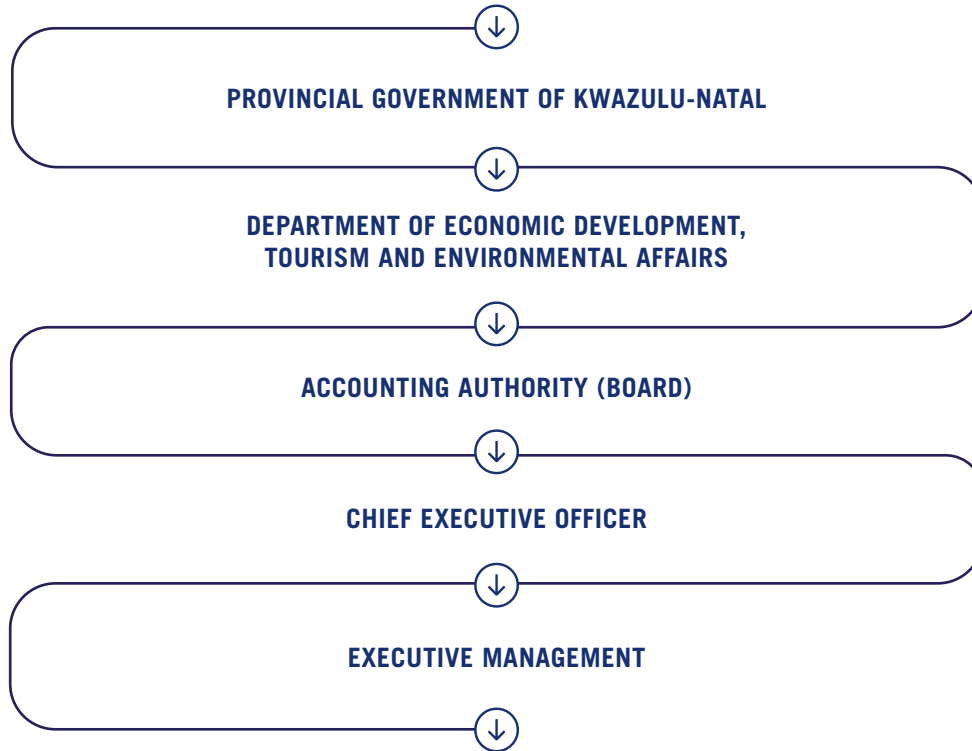 PROVINCIAL GOVERNMENT OF KWAZULU-NATAL
DEPARTMENT OF ECONOMIC DEVELOPMENT,
TOURISM AND ENVIRONMENTAL AFFAIRS
ACCOUNTING AUTHORITY (BOARD)
CHIEF EXECUTIVE OFFICER
EXECUTIVE MANAGEMENT